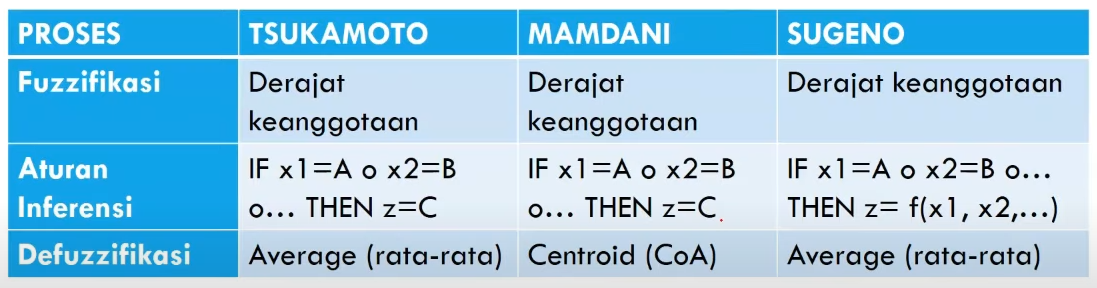 PROSES TSUKAMOTO MAMDANI SUGENO
Fuzzifikasi Derajat Derajat Derajat keanggotaan
keanggotaan keanggotaan
Aturan IF x1=A o x2=B IF x1=A o x2=B IF x1=A o x2=B o...
Inferensi o... THEN z=C o... THEN z=C THEN z= f(x1, x2,...)
Defuzzifikasi Average (rata-rata) Centroid (CoA) Average (rata-rata)